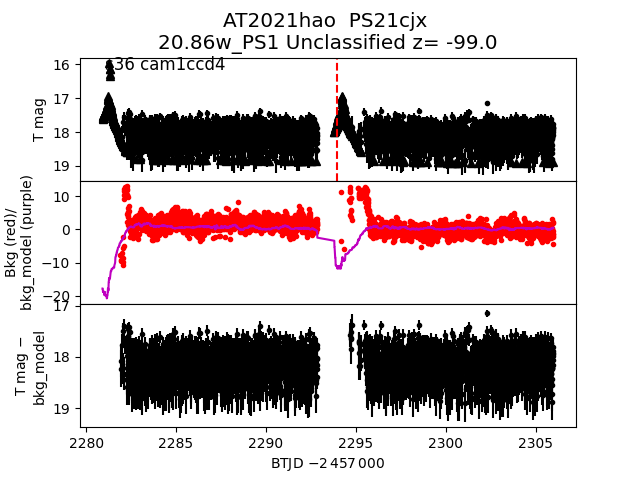 AT2021hao  PS21cjx
20.86w_PS1 Unclassified z= -99.0
36 cam1ccd4
T mag
16
17
18
19
Bkg (red)/
bkg_model (purple)
10
0
−10
−20
T mag −
bkg_model
17
18
19
2280
2285
2290
2295
2300
2305
BTJD −2 457 000